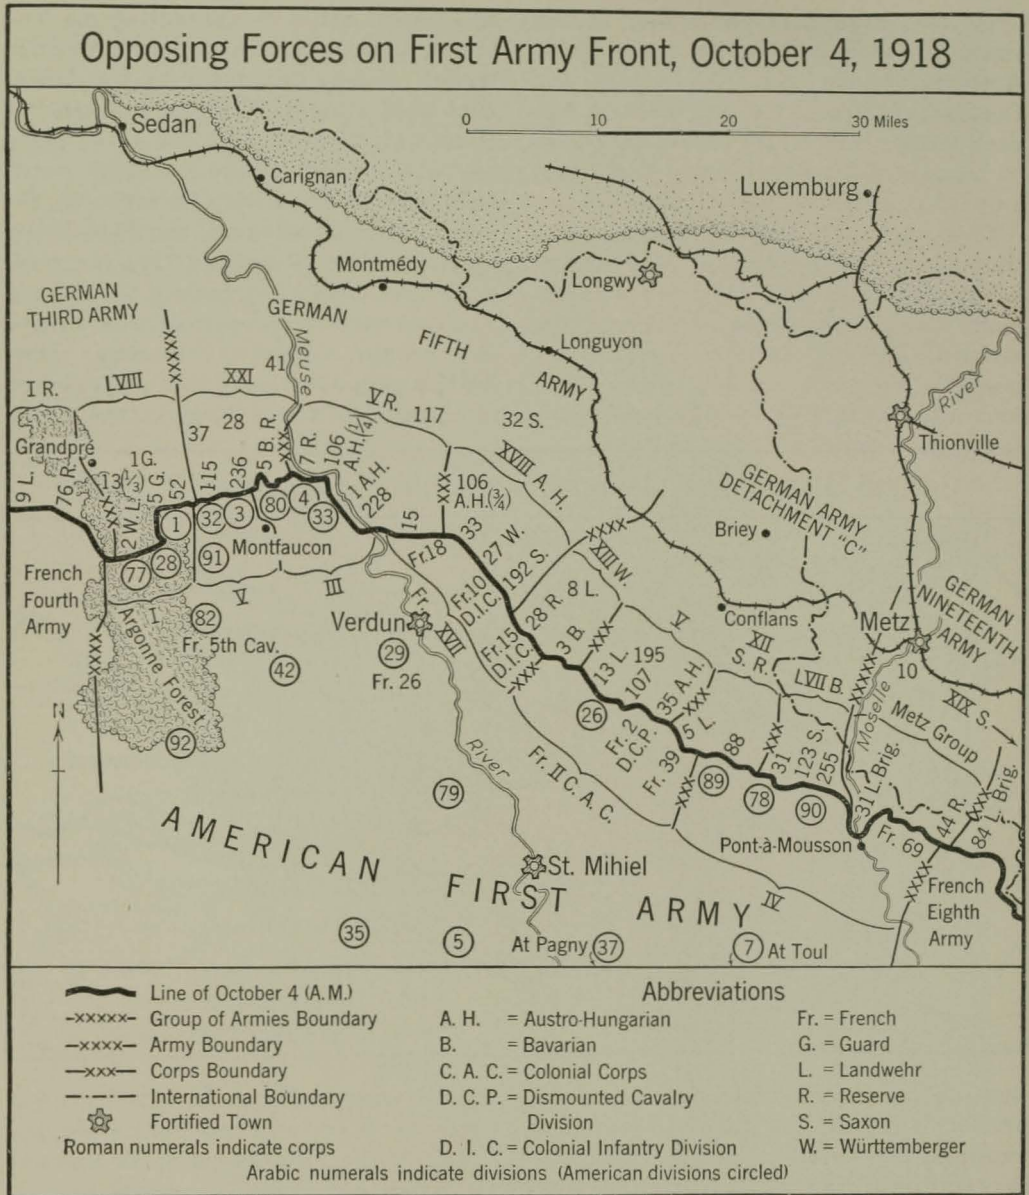 Opposing Forces on First Army Front, October 4, 1918
0 10 20 30 Miles
Sedan
Carignan
Luxemburg
Montmédy
Longwy
GERMAN
THIRD ARMY
GERMAN
FIFTH
ARMY
Meuse
Longuyon
River
41
I R.
LVIII
XXI
V R.
117
32 S.
Thionville
Grandpré
37
28
XVIII A. H.
GERMAN ARMY
DETACHMENT "C"
9 L.
76 R.
13 (1/3)
1 G.
2 W. L.
5 G.
52
115
236
5 B. R.
7 R.
106
A.H.(1/4)
1 A.H.
228
15
106
A.H.(3/4)
33
27 W.
192 S.
Briey
1
32
3
80
4
33
77
28
91
Montfaucon
Fr. 18
Fr. 10
D.I.C.
XIII W.
28 R.
8 L.
French
Fourth
Army
I
V
III
82
Fr. 5th Cav.
42
Verdun
29
Fr. 26
Fr. XVII
Fr. 15
D.I.C.
3 B.
13 L.
195
107
35 A.H.
V
Conflans
XII
S. R.
Metz
GERMAN
NINETEENTH
ARMY
10
Argonne Forest
92
N
26
Fr. 2
D.C.P.
Fr. 39
5 L.
88
LVII B.
31
123 S.
255
Moselle
31 L. Brig.
Metz Group
XIX S.
River
79
Fr. II C. A. C.
89
78
90
Pont-à-Mousson
Fr. 69
44 R.
84 L. Brig.
AMERICAN FIRST ARMY
St. Mihiel
IV
French
Eighth
Army
35
5
At Pagny 37
7 At Toul
Line of October 4 (A.M.)
-XXXXX- Group of Armies Boundary
-XXXX- Army Boundary
-XXX- Corps Boundary
International Boundary
Fortified Town
Roman numerals indicate corps
Abbreviations
A. H. = Austro-Hungarian
B. = Bavarian
C. A. C. = Colonial Corps
D. C. P. = Dismounted Cavalry
Division
D. I. C. = Colonial Infantry Division
Fr. = French
G. = Guard
L. = Landwehr
R. = Reserve
S. = Saxon
W. = Württemberger
Arabic numerals indicate divisions (American divisions circled)